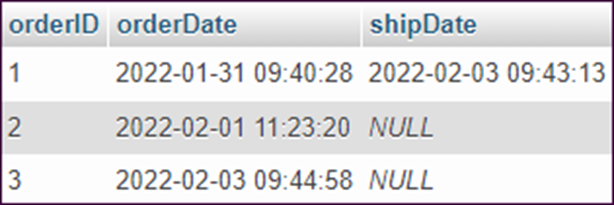 orderID orderDate shipDate
1 2022-01-31 09:40:28 2022-02-03 09:43:13
2 2022-02-01 11:23:20 NULL
3 2022-02-03 09:44:58 NULL